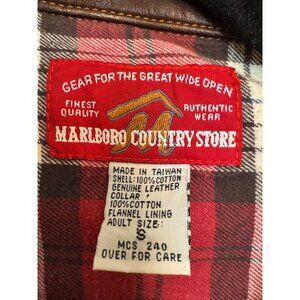 GEAR FOR THE GREAT WIDE OPEN
FINEST QUALITY
AUTHENTIC WEAR
MARLBORO COUNTRY STORE
MADE IN TAIWAN
SHELL:100%COTTON
GENUINE LEATHER
COLLAR
100%COTTON
FLANNEL LINING
ADULT SIZE:
S
MCS 240
OVER FOR CARE